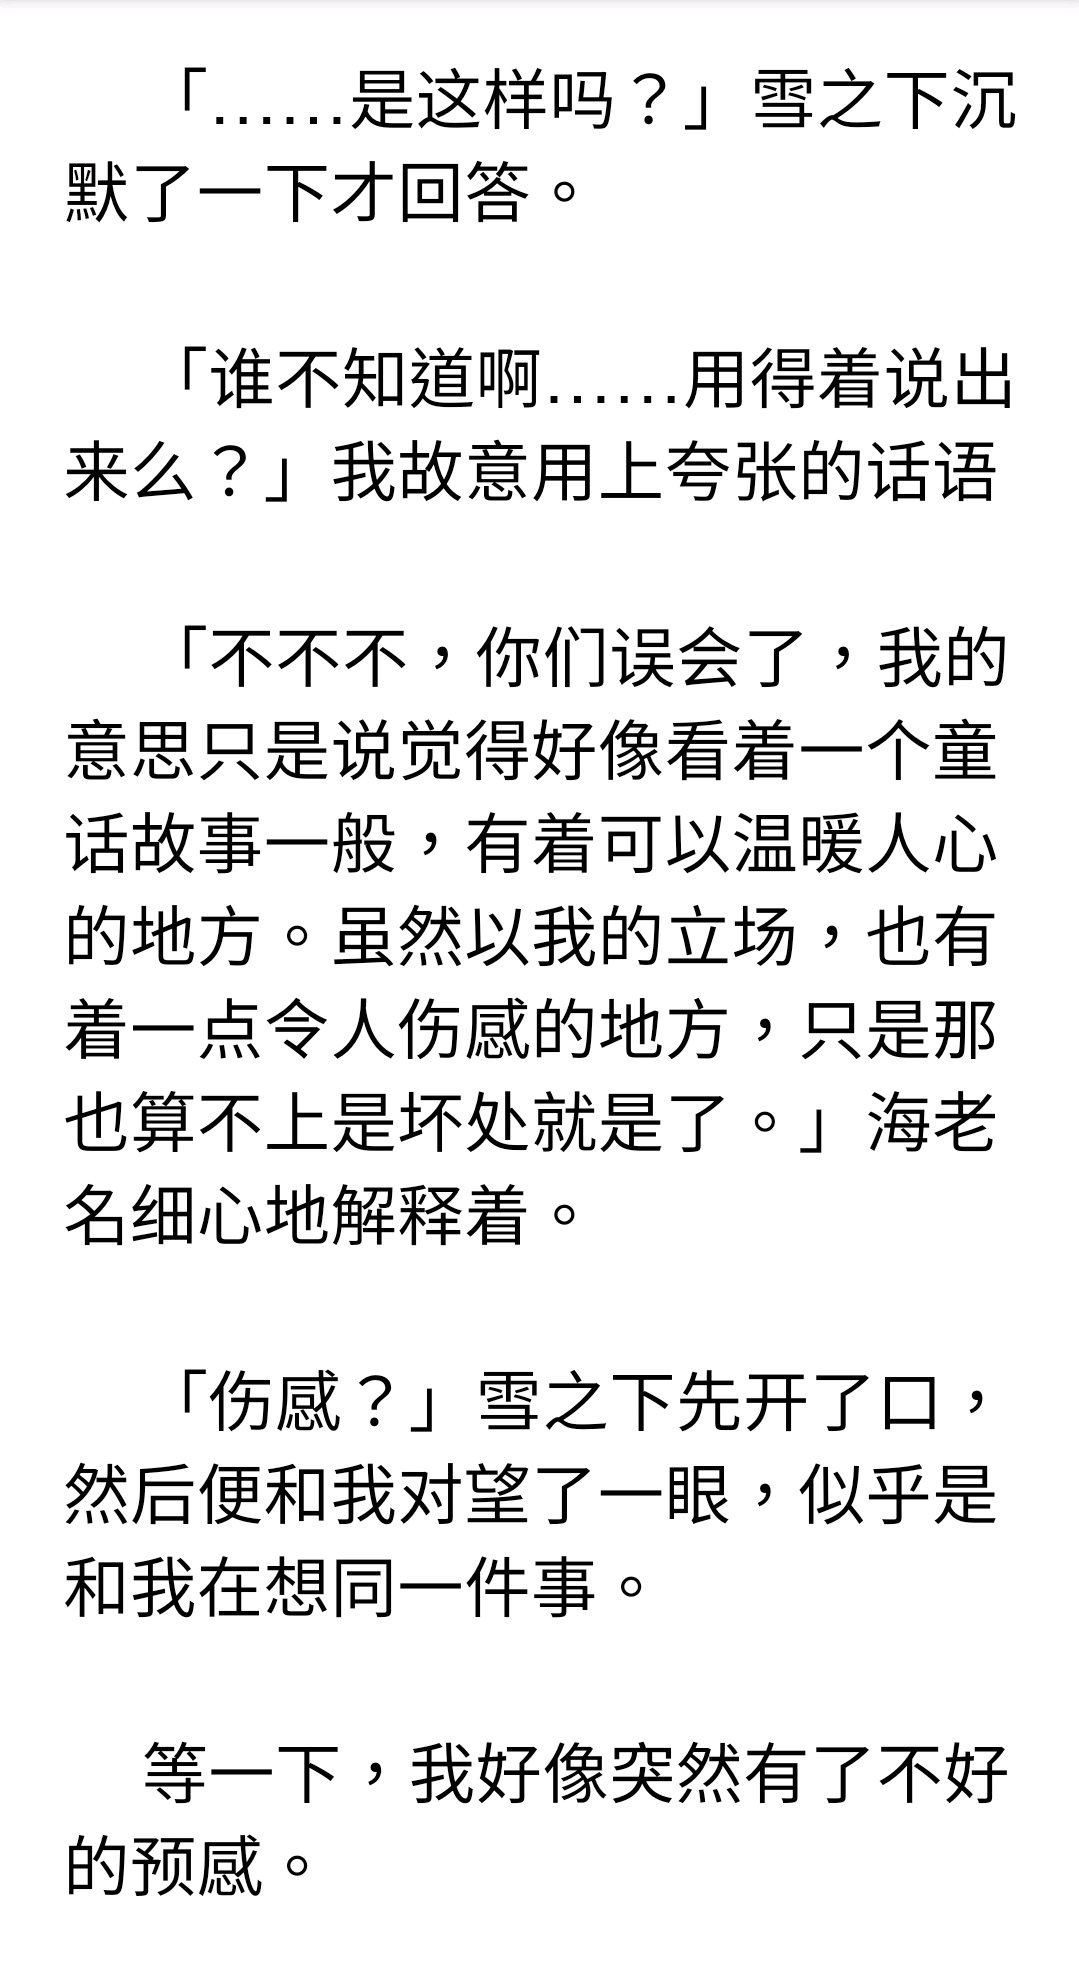 「……是这样吗？」雪之下沉
默了一下才回答。
「谁不知道啊……用得着说出
来么？」我故意用上夸张的话语
「不不不，你们误会了，我的
意思只是说觉得好像看着一个童
话故事一般，有着可以温暖人心
的地方。虽然以我的立场，也有
着一点令人伤感的地方，只是那
也算不上是坏处就是了。」海老
名细心地解释着。
「伤感？」雪之下先开了口，
然后便和我对望了一眼，似乎是
和我在想同一件事。
等一下，我好像突然有了不好
的预感。